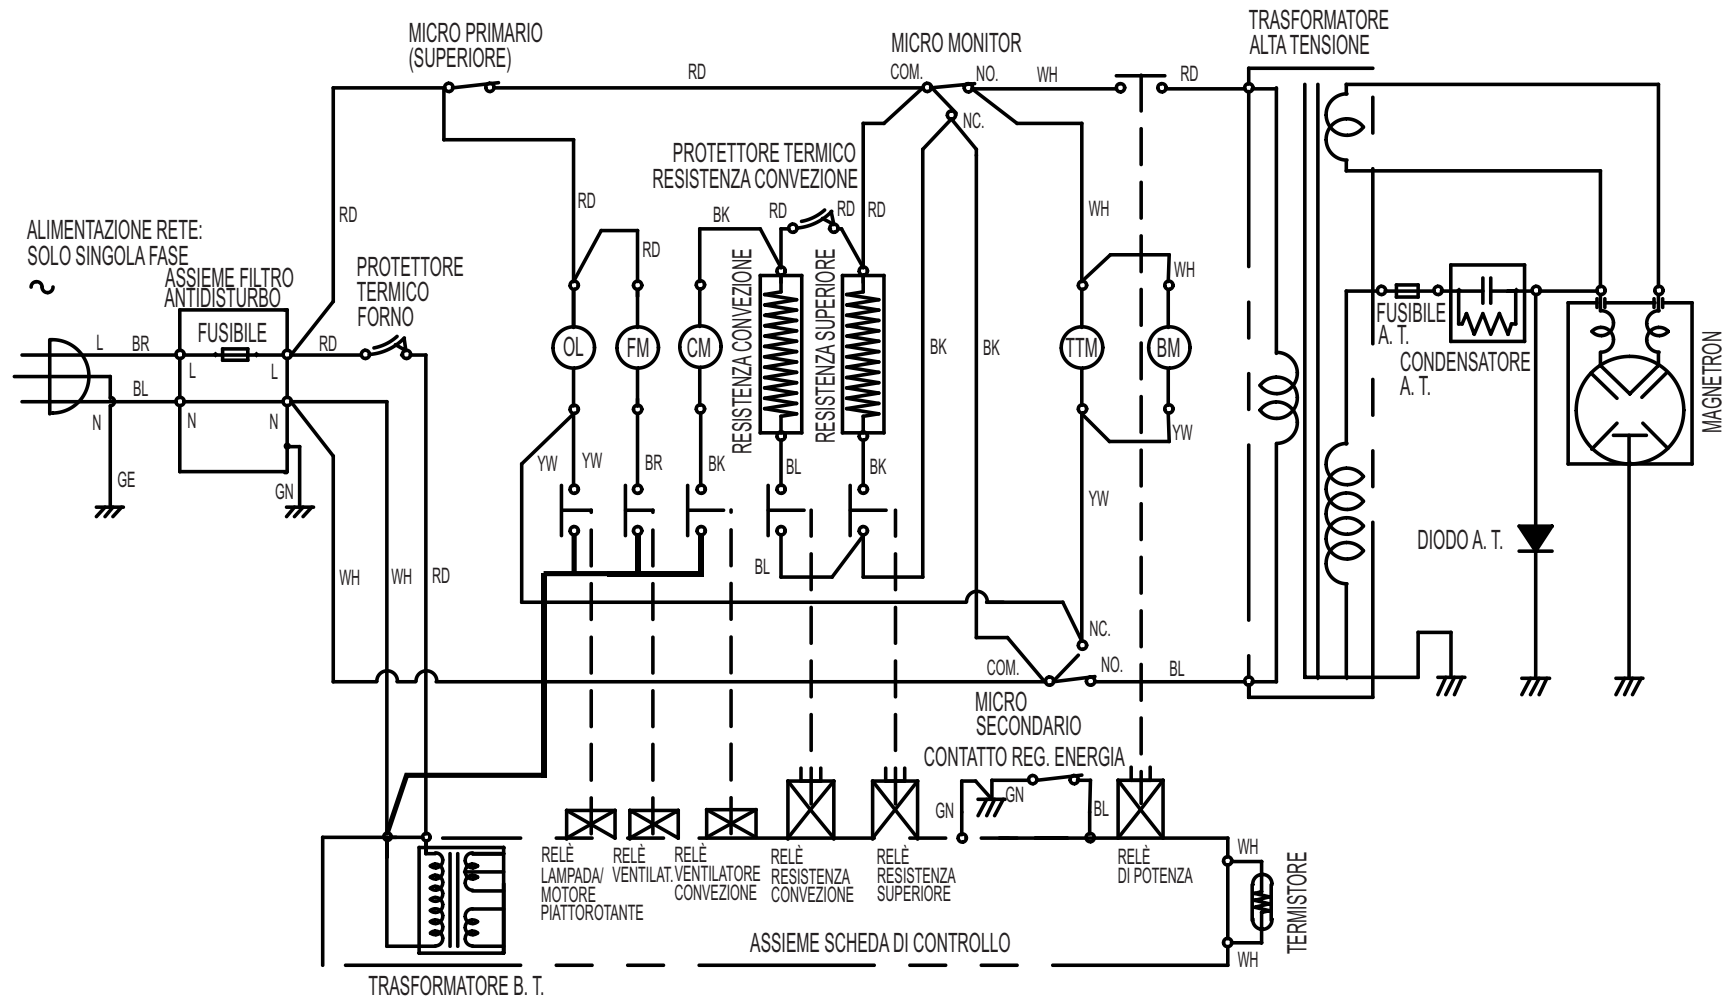 TRASFORMATORE
ALTA TENSIONE
MICRO PRIMARIO
(SUPERIORE)
MICRO MONITOR
RD
COM.
NO.
WH
RD
NC.
PROTETTORE TERMICO
RESISTENZA CONVEZIONE
RD
RD
BK
RD
RD
RD
WH
ALIMENTAZIONE RETE:
SOLO SINGOLA FASE
ASSIEME FILTRO
ANTIDISTURBO
PROTETTORE
TERMICO
FORNO
RD
WH
FUSIBILE
L
BR
RD
L
L
BL
N
N
N
GE
GN
OL
FM
CM
RESISTENZA CONVEZIONE
RESISTENZA SUPERIORE
BK
BK
TTM
BM
FUSIBILE
A. T.
CONDENSATORE
A. T.
MAGNETRON
YW
YW
YW
BR
BK
BL
BK
YW
DIODO A. T.
WH
WH
RD
BL
NC.
COM.
NO.
BL
MICRO
SECONDARIO
CONTATTO REG. ENERGIA
GN
GN
BL
RELÈ
LAMPADA/
MOTORE
PIATTOROTANTE
RELÈ
VENTILAT.
RELÈ
VENTILATORE
CONVEZIONE
RELÈ
RESISTENZA
CONVEZIONE
RELÈ
RESISTENZA
SUPERIORE
RELÈ
DI POTENZA
WH
TERMISTORE
WH
ASSIEME SCHEDA DI CONTROLLO
TRASFORMATORE B. T.